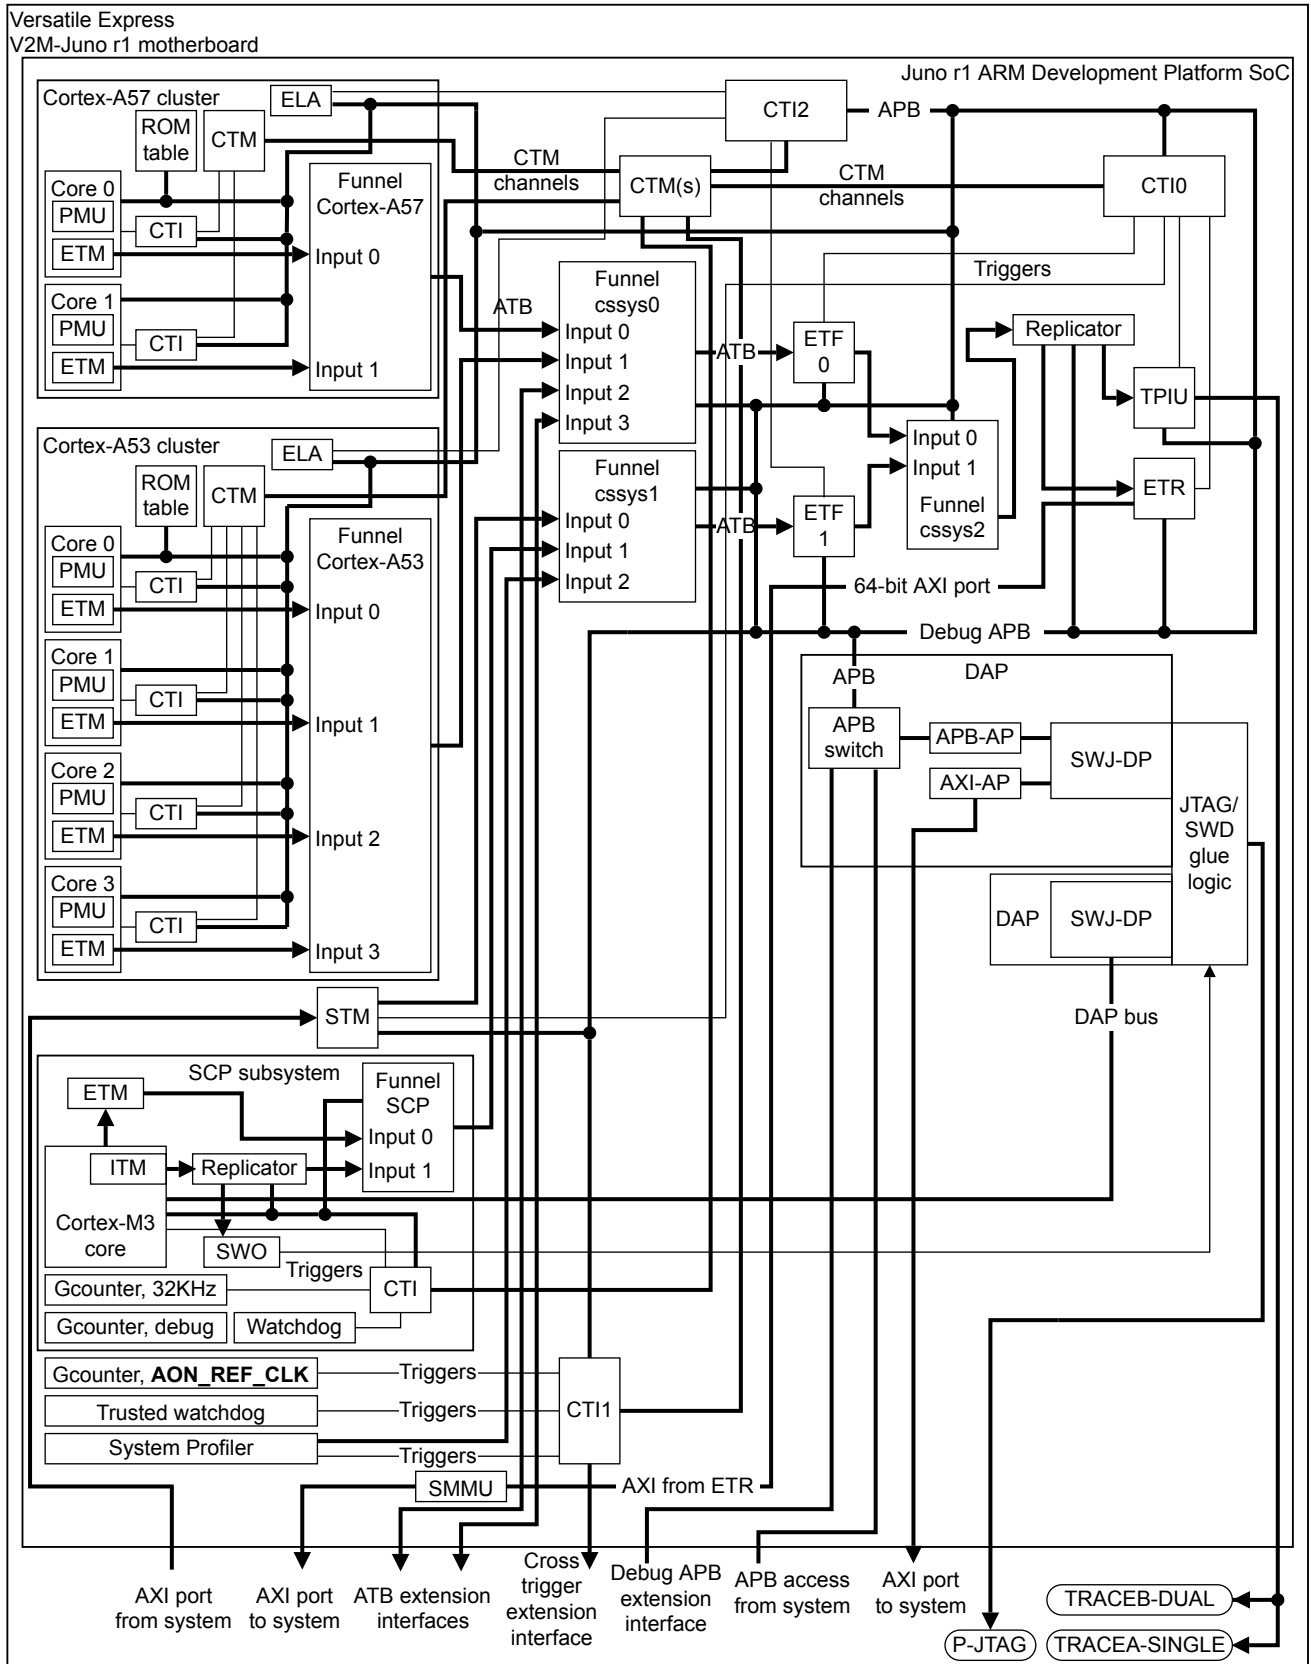 Versatile Express
V2M-Juno r1 motherboard
Juno r1 ARM Development Platform SoC
Cortex-A57 cluster
ELA
ROM
table
CTM
Core 0
PMU
CTI
ETM
Core 1
PMU
CTI
ETM
Funnel
Cortex-A57
Input 0
Input 1
CTI2
APB
CTM
channels
CTM(s)
CTM
channels
CTI0
Triggers
ATB
Funnel
cssys0
Input 0
Input 1
Input 2
Input 3
ATB
ETF
0
Replicator
TPIU
Input 0
Input 1
Funnel
cssys2
ETR
Cortex-A53 cluster
ELA
ROM
table
CTM
Core 0
PMU
CTI
ETM
Core 1
PMU
CTI
ETM
Core 2
PMU
CTI
ETM
Core 3
PMU
CTI
ETM
Funnel
Cortex-A53
Input 0
Input 1
Input 2
Input 3
Funnel
cssys1
Input 0
Input 1
Input 2
ATB
ETF
1
64-bit AXI port
Debug APB
APB
DAP
APB
switch
APB-AP
AXI-AP
SWJ-DP
JTAG/
SWD
glue
logic
DAP
SWJ-DP
DAP bus
STM
SCP subsystem
ETM
Funnel
SCP
Input 0
Input 1
ITM
Replicator
Cortex-M3
core
SWO
Triggers
CTI
Gcounter, 32KHz
Gcounter, debug
Watchdog
Gcounter, AON_REF_CLK
Triggers
Trusted watchdog
Triggers
System Profiler
Triggers
CTI1
SMMU
AXI from ETR
AXI port
from system
AXI port
to system
ATB extension
interfaces
Cross
trigger
extension
interface
Debug APB
extension
interface
APB access
from system
AXI port
to system
TRACEB-DUAL
P-JTAG
TRACEA-SINGLE